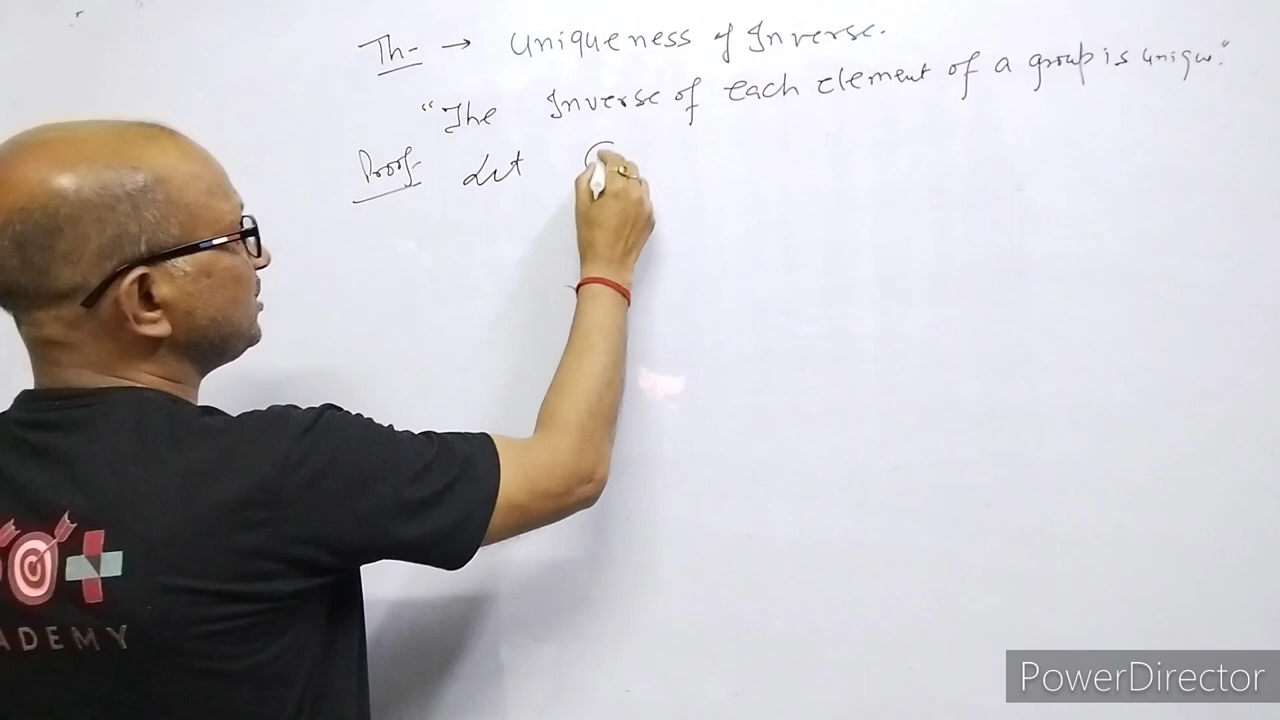 Th- → Uniqueness of Inverse.
"The Inverse of each element of a group is unique."
Proof- Let
ADEMY
PowerDirector